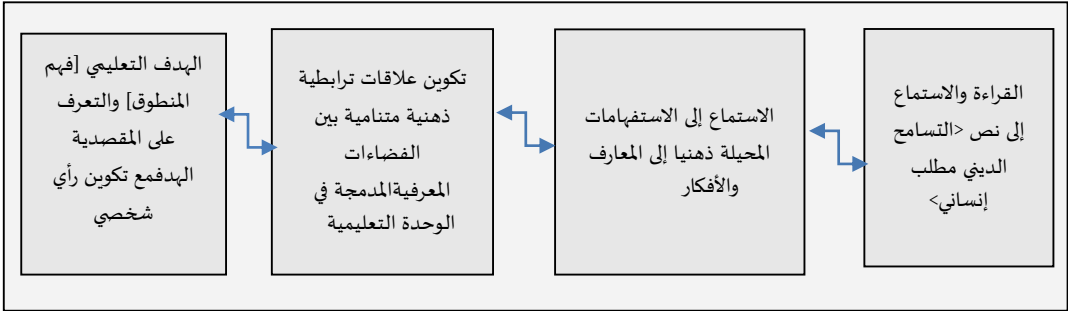 القراءة والاستماع
إلى نص <التسامح
الديني مطلب
إنساني>
الاستماع إلى الاستفهامات
المحيلة ذهنيا إلى المعارف
والأفكار
تكوين علاقات ترابطية
ذهنية متنامية بين
الفضاءات
المعرفيةالمدمجة في
الوحدة التعليمية
الهدف التعليمي [فهم
المنطوق] والتعرف
على المقصدية
الهدفمع تكوين رأي
شخصي